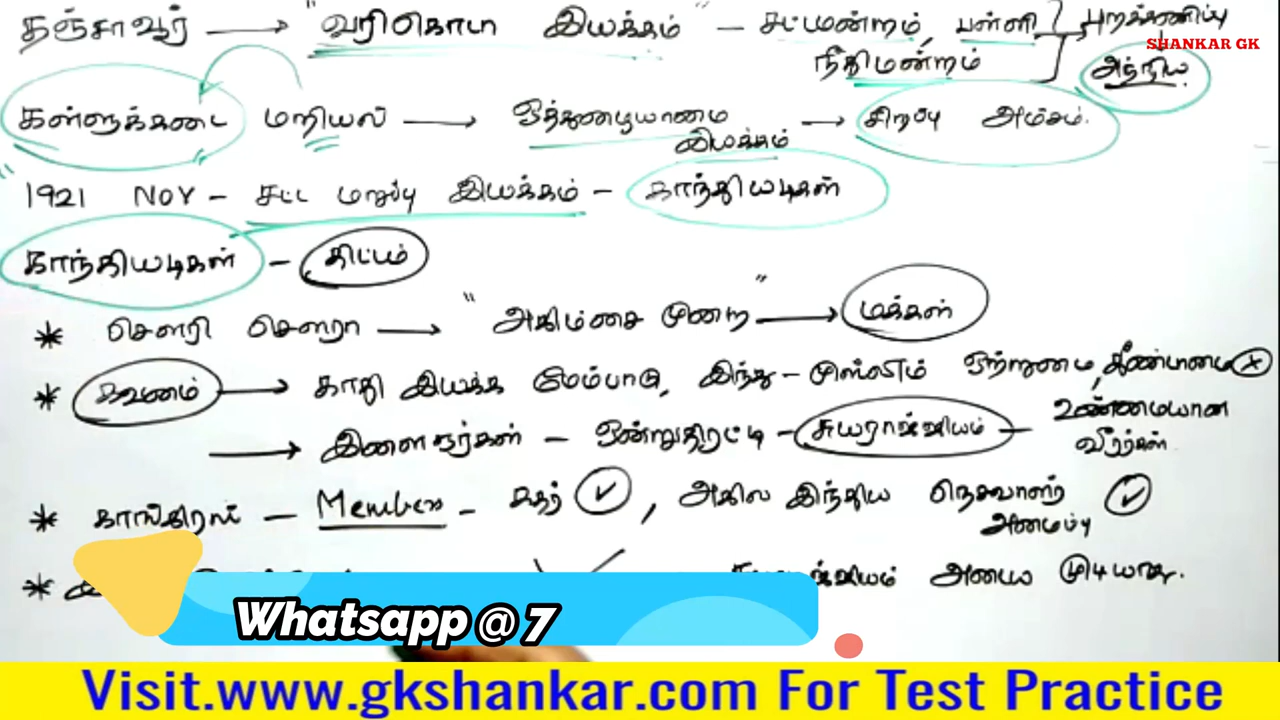 தஞ்சாவூர் → "வரிகொடா இயக்கம் – சட்டமன்றம், பள்ளி புறக்கணிப்பு
SHANKAR GK
நீதிமன்றம் அந்நிய
கள்ளுக்கடை மறியல் → ஒத்துழையாமை → சிறப்பு அம்சம்.
இயக்கம்
1921 NOV – சட்ட மறுப்பு இயக்கம் – காந்தியடிகள்
காந்தியடிகள் – திட்டம்
* சௌரி சௌரா → "அகிம்சை முறை" → மக்கள்
* கவனம் → காதி இயக்க மேம்பாடு, இந்து – முஸ்லிம் ஒற்றுமை, தீண்டாமை
→ இளைஞர்கள் – ஒன்றுதிரட்டி – சுயராஜ்ஜியம் – உண்மையான
வீரர்கள்.
* காங்கிரஸ் – Member – கதர் ✓, அகில இந்திய நெசவாளர் ✓
அமைப்பு
அடைய முடியாது.
Whatsapp @ 7
Visit.www.gkshankar.com For Test Practice